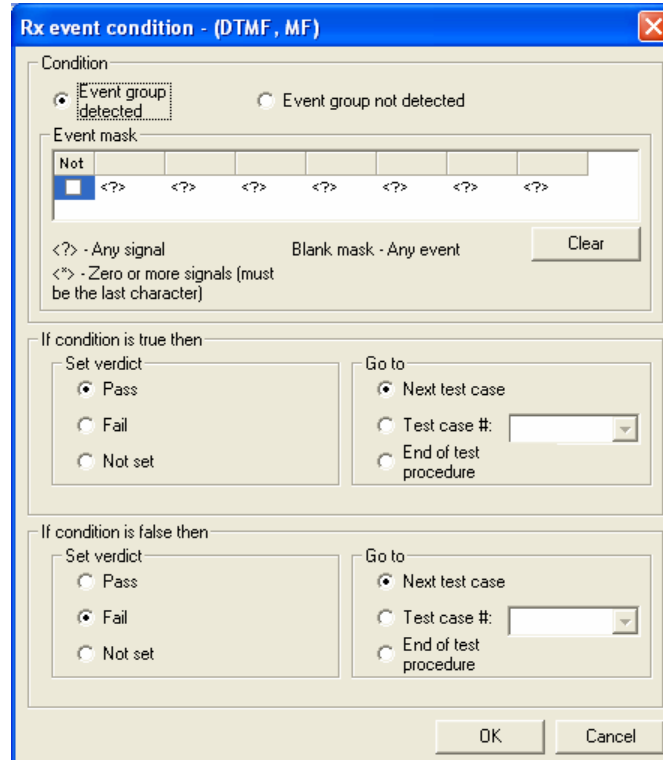 Rx event condition - (DTMF, MF)
Condition
Event group
detected
Event group not detected
Event mask
Not
<?> <?> <?> <?> <?> <?> <?>
<?> - Any signal
Blank mask - Any event
Clear
<*> - Zero or more signals (must
be the last character)
If condition is true then
Set verdict
Pass
Fail
Not set
Go to
Next test case
Test case #:
End of test
procedure
If condition is false then
Set verdict
Pass
Fail
Not set
Go to
Next test case
Test case #:
End of test
procedure
OK
Cancel